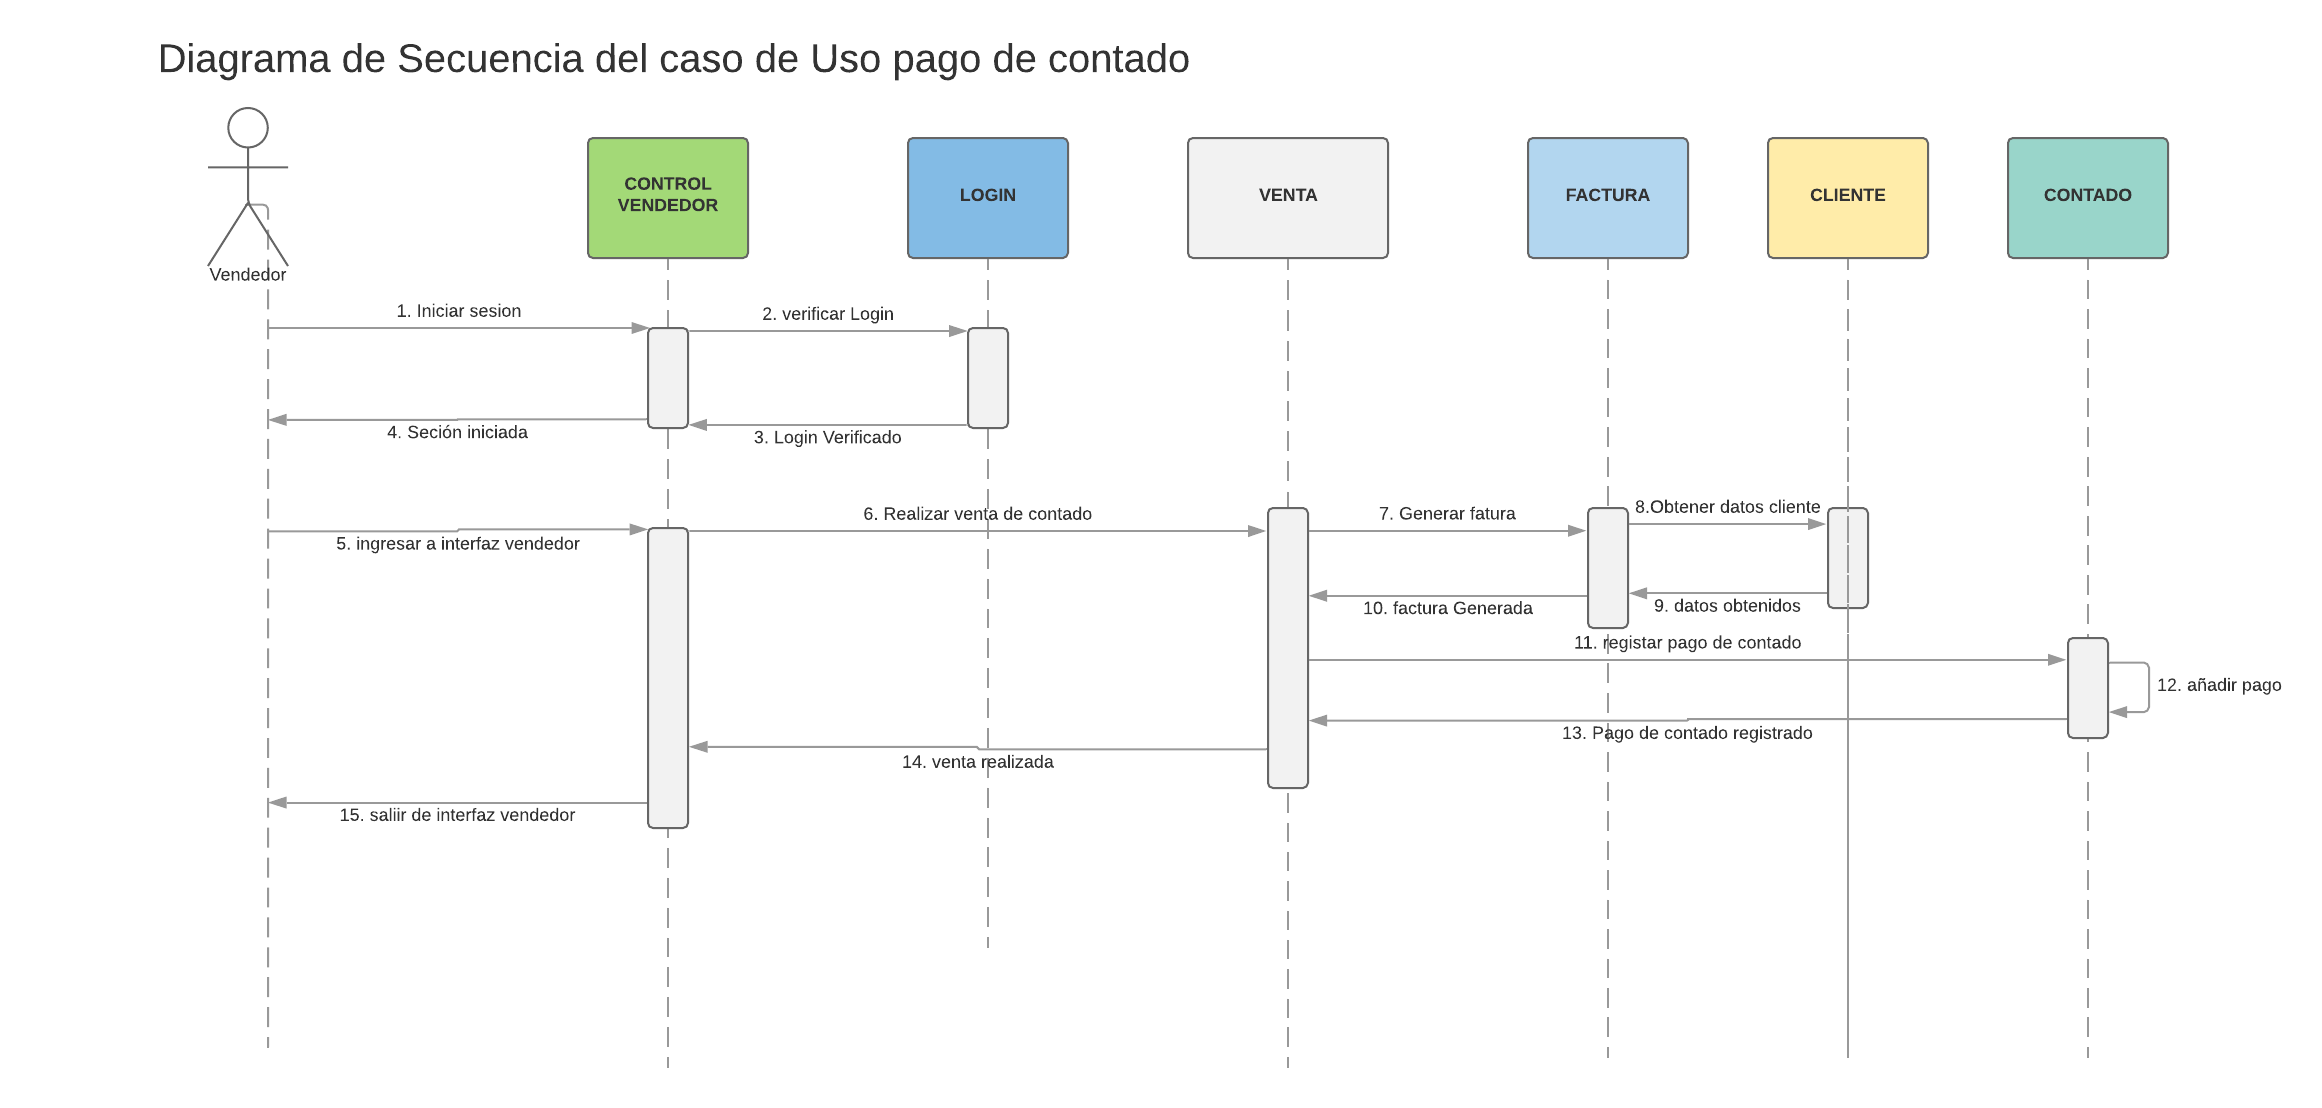 Diagrama de Secuencia del caso de Uso pago de contado
Vendedor
CONTROL
VENDEDOR
LOGIN
VENTA
FACTURA
CLIENTE
CONTADO
1. Iniciar sesion
2. verificar Login
4. Seción iniciada
3. Login Verificado
5. ingresar a interfaz vendedor
6. Realizar venta de contado
7. Generar fatura
8.Obtener datos cliente
10. factura Generada
9. datos obtenidos
11. registar pago de contado
12. añadir pago
13. Pago de contado registrado
14. venta realizada
15. saliir de interfaz vendedor